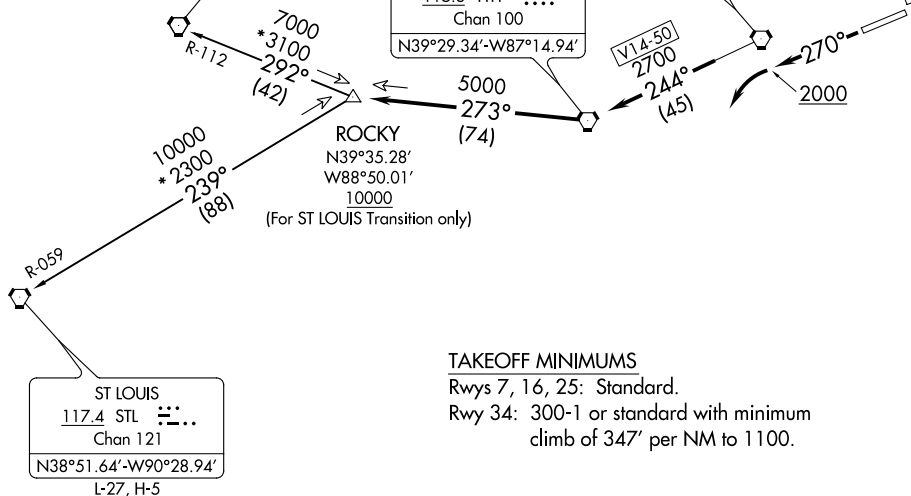 7000
*3100
292°
(42)
R-112
Chan 100
N39°29.34′-W87°14.94′
V14-50
2700
244°
(45)
270°
2000
5000
273°
(74)
ROCKY
N39°35.28′
W88°50.01′
10000
(For ST LOUIS Transition only)
10000
*2300
239°
(88)
R-059
ST LOUIS
117.4 STL
Chan 121
N38°51.64′-W90°28.94′
L-27, H-5
TAKEOFF MINIMUMS
Rwys 7, 16, 25: Standard.
Rwy 34: 300-1 or standard with minimum
climb of 347′ per NM to 1100.